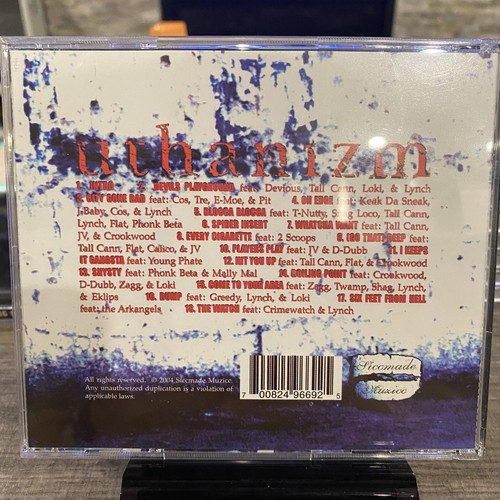 urbanizm
1. INTRO 2. DEVILS PLAYGROUND feat: Devious, Tall Cann, Loki, & Lynch
3. CITY GONE BAD feat: Cos, Tre, E-Moe, & Pit 4. ON EDGE feat: Keak Da Sneak,
J-Baby, Cos, & Lynch 5. BLOCCA BLOCCA feat: T-Nutty, Smigg Loco, Tall Cann,
Lynch, Flat, Phonk Beta 6. SPIDER INSERT 7. WHATCHA WANT feat: Tall Cann,
JV, & Crookwood 8. EVERY CIGARETTE feat: 2 Scoops 9. IGO THAT DEEP feat:
Tall Cann, Flat, Calico, & JV 10. PLAYA'S PLAY feat: JV & D-Dubb 11. I KEEPS
IT GANGSTA feat: Young Phate 12. HIT YOU UP feat: Tall Cann, Flat, & Crookwood
13. SHYSTY feat: Phonk Beta & Mally Mal 14. BOILING POINT feat: Crookwood,
D-Dubb, Zagg, & Loki 15. COME TO YOUR AREA feat: Zagg, Twamp, Shag, Lynch,
& Eklips 16. BUMP feat: Greedy, Lynch, & Loki 17. SIX FEET FROM HELL
feat: the Arkangels 18. THE WATCH feat: Crimewatch & Lynch
All rights reserved. © 2004 Siccmade Muzicc.
Any unauthorized duplication is a violation of
applicable laws.
7 00824 96692 5
Siccmade
Muzicc